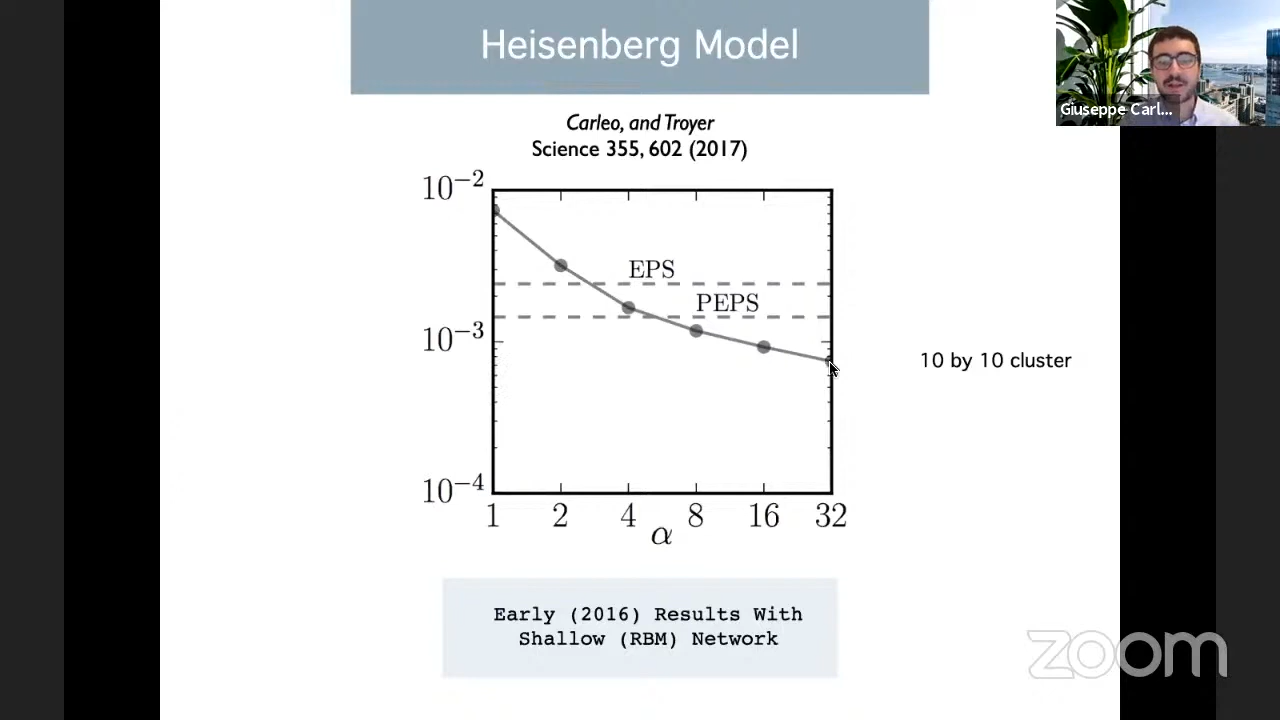 Heisenberg Model
Giuseppe Carl...
Carleo, and Troyer
Science 355, 602 (2017)
10⁻²
EPS
PEPS
10⁻³
10 by 10 cluster
10⁻⁴
1 2 4 8 16 32
α
Early (2016) Results With
Shallow (RBM) Network
zoom